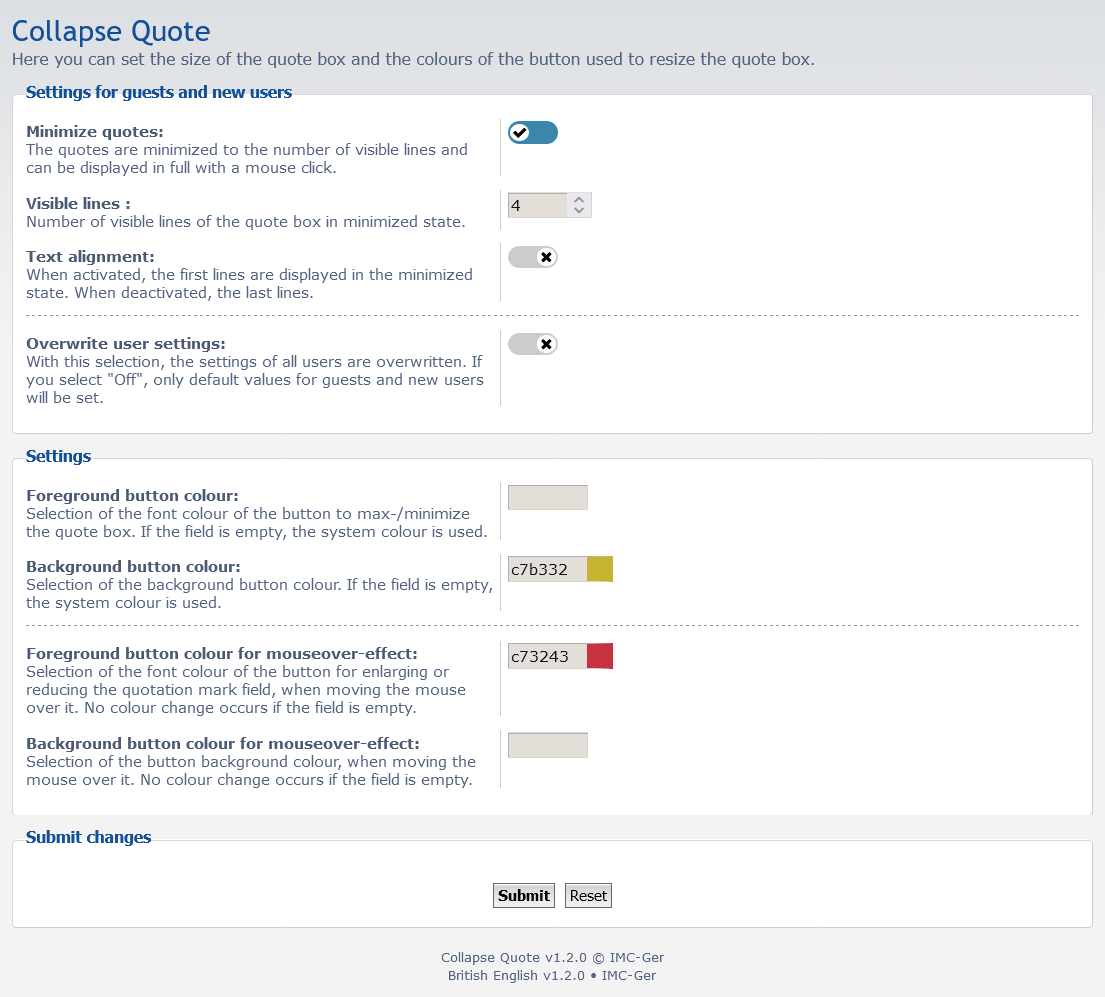 Collapse Quote
Here you can set the size of the quote box and the colours of the button used to resize the quote box.
Settings for guests and new users
Minimize quotes:
The quotes are minimized to the number of visible lines and
can be displayed in full with a mouse click.
Visible lines :
4
Number of visible lines of the quote box in minimized state.
Text alignment:
When activated, the first lines are displayed in the minimized
state. When deactivated, the last lines.
Overwrite user settings:
With this selection, the settings of all users are overwritten. If
you select "Off", only default values for guests and new users
will be set.
Settings
Foreground button colour:
Selection of the font colour of the button to max-/minimize
the quote box. If the field is empty, the system colour is used.
Background button colour:
c7b332
Selection of the background button colour. If the field is empty,
the system colour is used.
Foreground button colour for mouseover-effect:
c73243
Selection of the font colour of the button for enlarging or
reducing the quotation mark field, when moving the mouse
over it. No colour change occurs if the field is empty.
Background button colour for mouseover-effect:
Selection of the button background colour, when moving the
mouse over it. No colour change occurs if the field is empty.
Submit changes
Submit Reset
Collapse Quote v1.2.0 © IMC-Ger
British English v1.2.0 • IMC-Ger